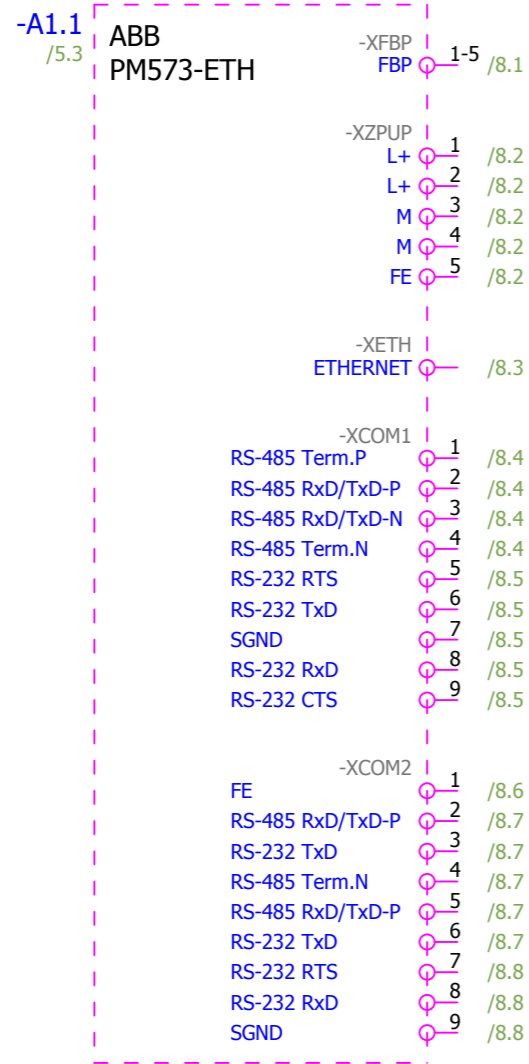 -A1.1
/5.3
ABB
PM573-ETH
-XFBP
FBP 1-5 /8.1
-XZPUP
L+ 1 /8.2
L+ 2 /8.2
M 3 /8.2
M 4 /8.2
FE 5 /8.2
-XETH
ETHERNET /8.3
-XCOM1
RS-485 Term.P 1 /8.4
RS-485 RxD/TxD-P 2 /8.4
RS-485 RxD/TxD-N 3 /8.4
RS-485 Term.N 4 /8.4
RS-232 RTS 5 /8.5
RS-232 TxD 6 /8.5
SGND 7 /8.5
RS-232 RxD 8 /8.5
RS-232 CTS 9 /8.5
-XCOM2
FE 1 /8.6
RS-485 RxD/TxD-P 2 /8.7
RS-232 TxD 3 /8.7
RS-485 Term.N 4 /8.7
RS-485 RxD/TxD-P 5 /8.7
RS-232 TxD 6 /8.7
RS-232 RTS 7 /8.8
RS-232 RxD 8 /8.8
SGND 9 /8.8